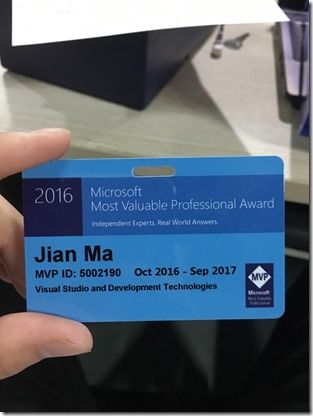 2016
Microsoft
Most Valuable Professional Award
Independent Experts. Real World Answers.
Jian Ma
MVP ID: 5002190 Oct 2016 - Sep 2017
Visual Studio and Development Technologies
MVP
Microsoft
Most Valuable
Professional